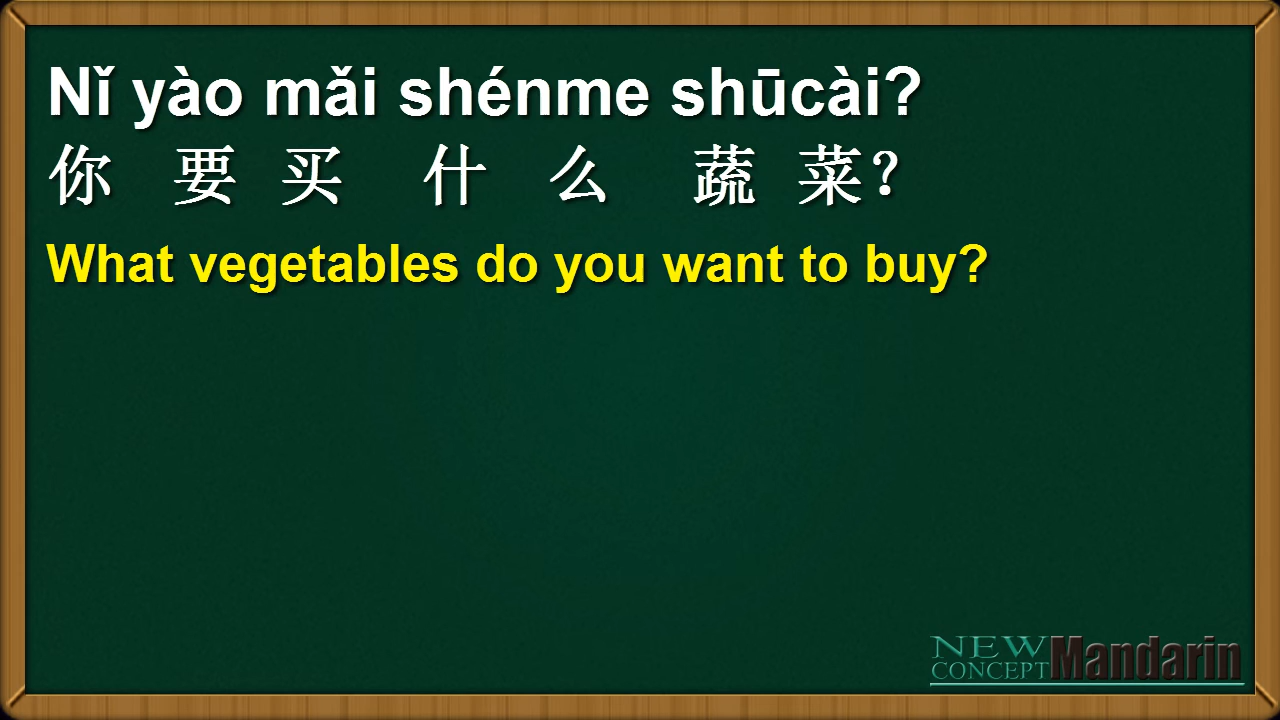 Nǐ yào mǎi shénme shūcài?
你 要 买 什 么 蔬 菜？
What vegetables do you want to buy?
NEW CONCEPT Mandarin